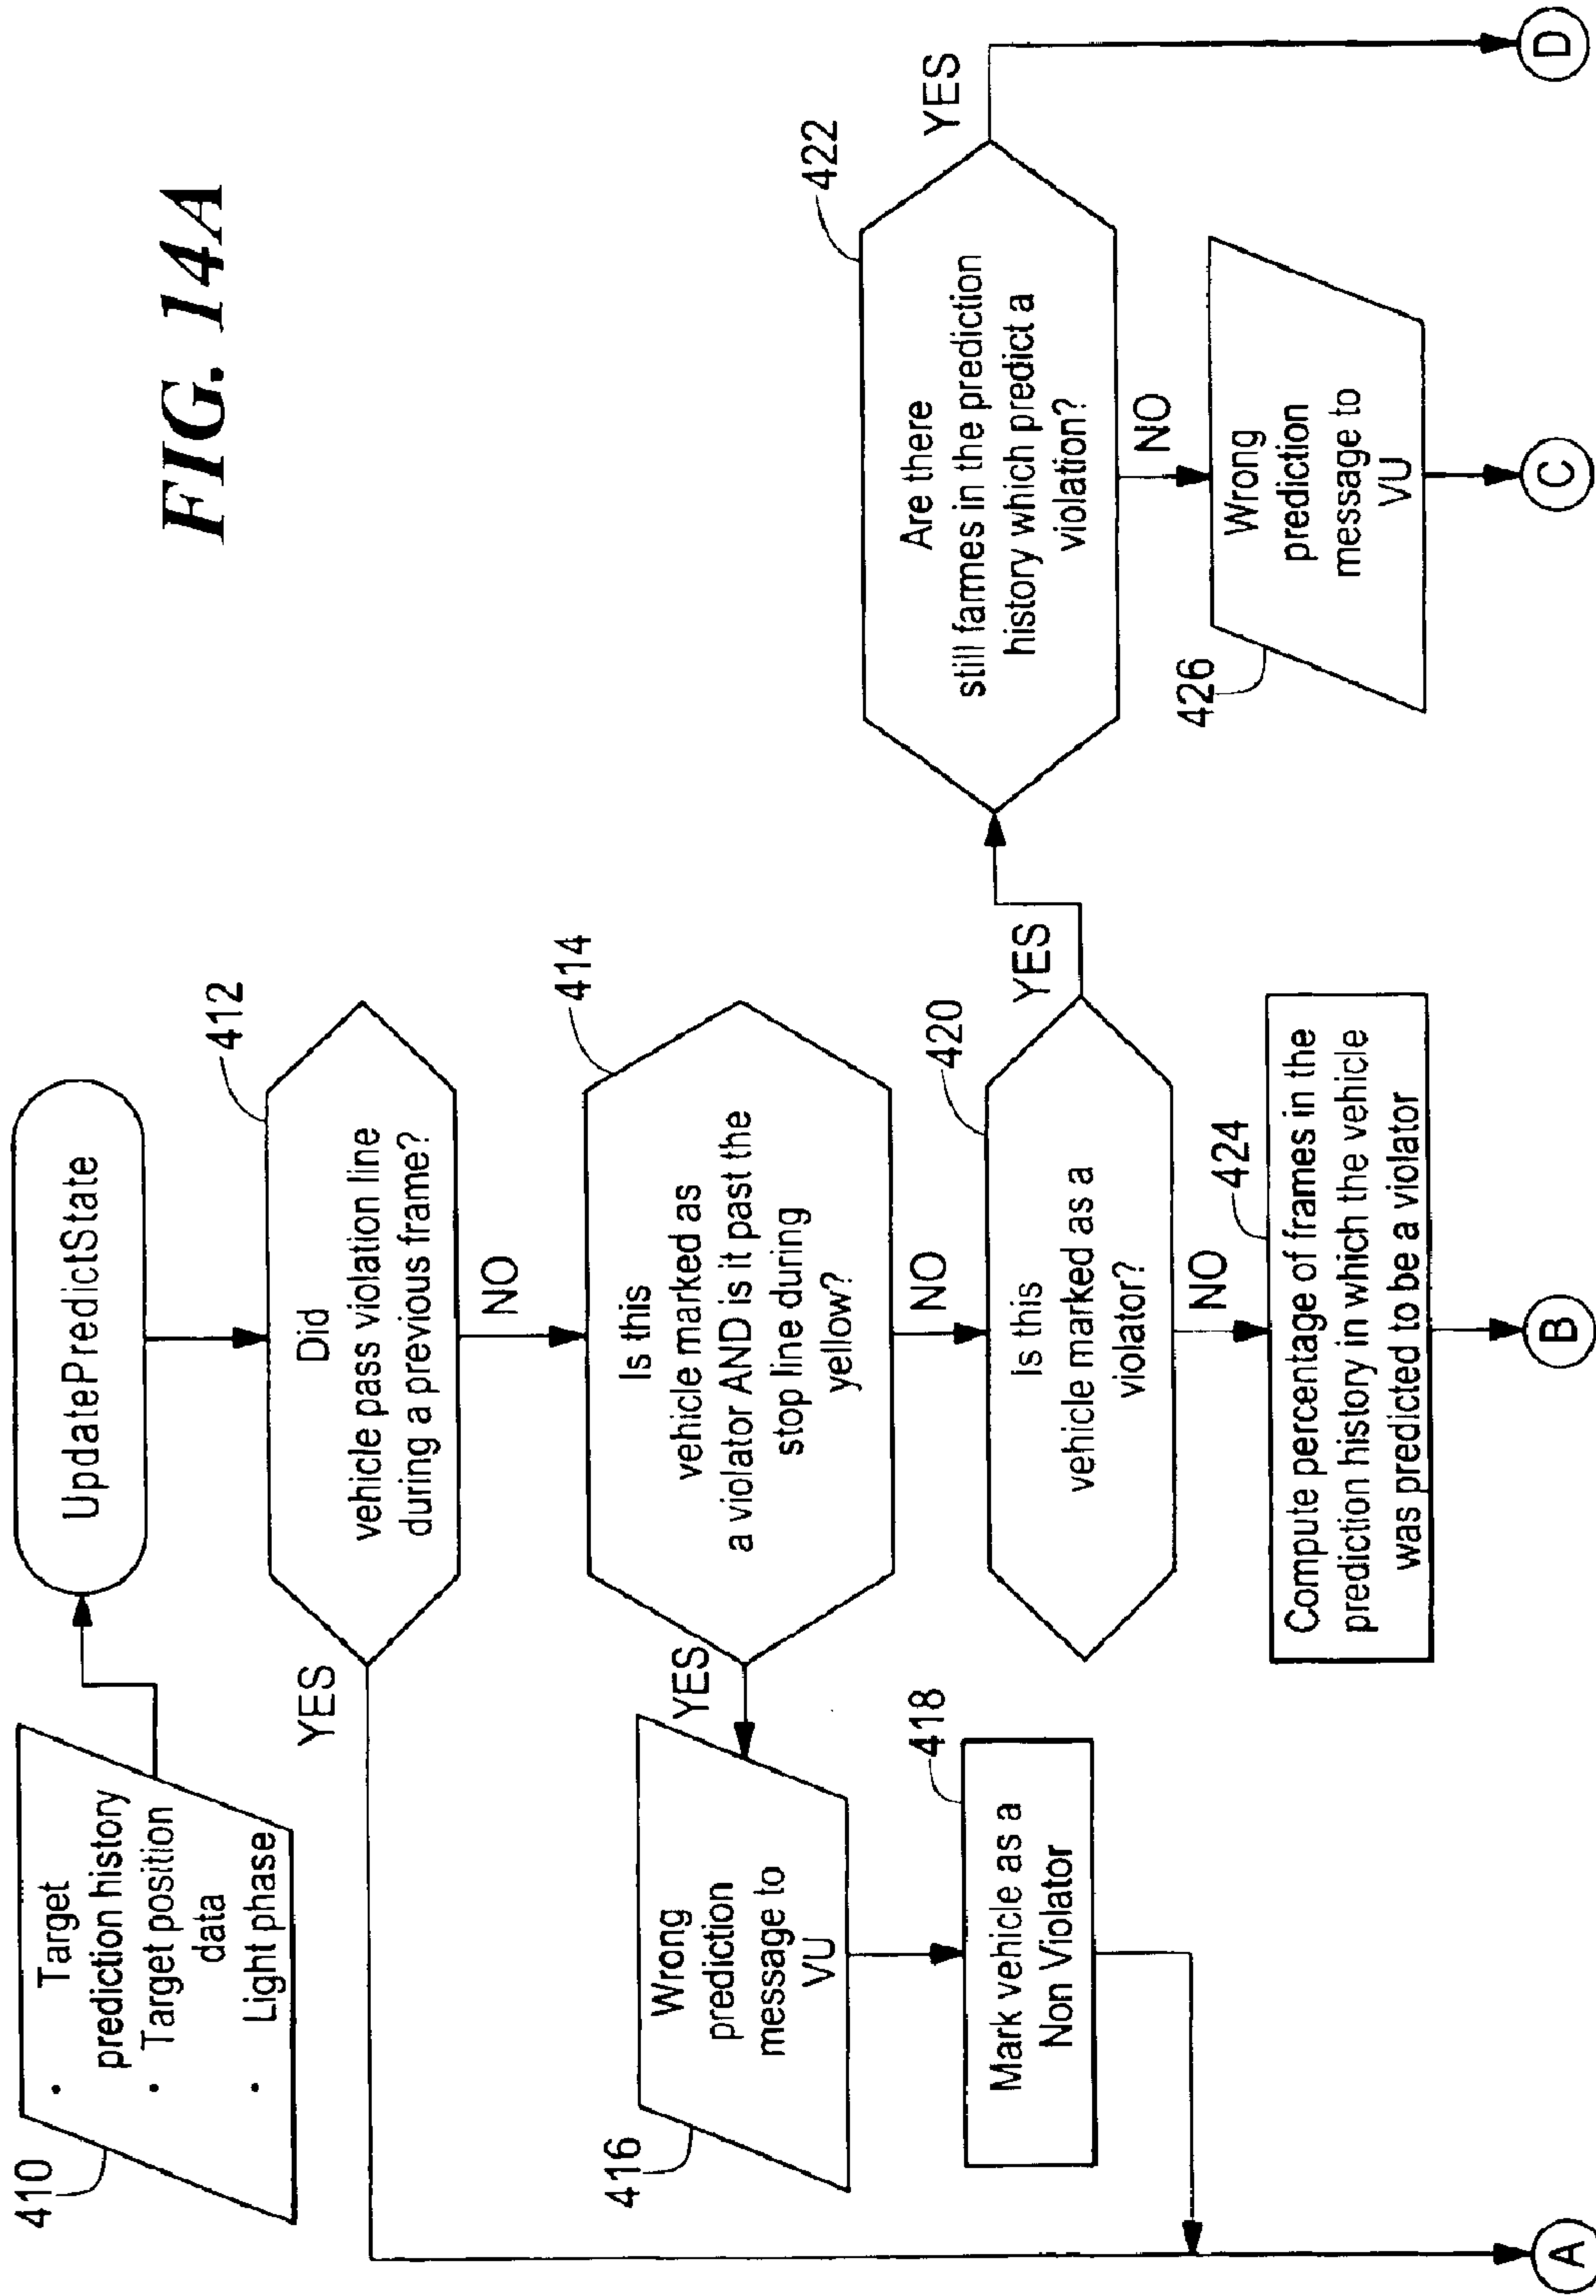 FIG. 14A
410
• Target
prediction history
• Target position
data
• Light phase
UpdatePredictState
412
Did
vehicle pass violation line
during a previous frame?
YES
NO
414
Is this
vehicle marked as
a violator AND is it past the
stop line during
yellow?
YES
NO
416
Wrong
prediction
message to
VU
418
Mark vehicle as a
Non Violator
420
Is this
vehicle marked as a
violator?
YES
NO
422
Are there
still farmes in the prediction
history which predict a
violation?
YES
NO
424
Compute percentage of frames in the
prediction history in which the vehicle
was predicted to be a violator
426
Wrong
prediction
message to
VU
A
B
C
D